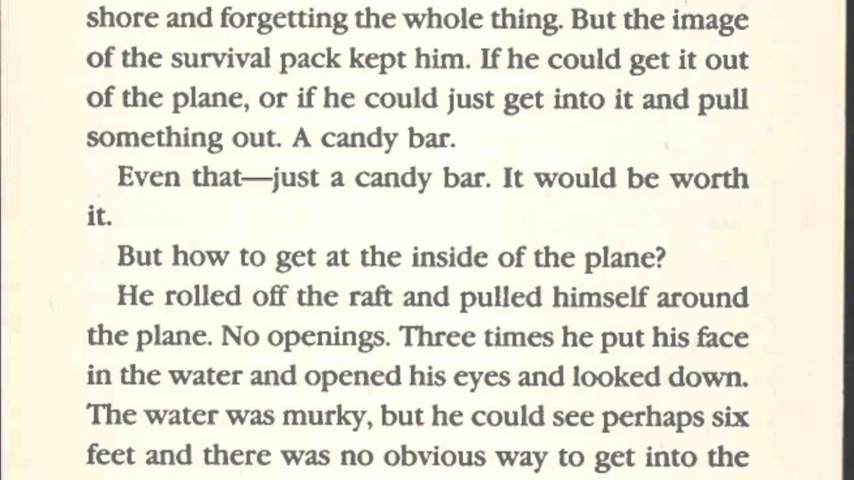 shore and forgetting the whole thing. But the image
of the survival pack kept him. If he could get it out
of the plane, or if he could just get into it and pull
something out. A candy bar.
Even that—just a candy bar. It would be worth
it.
But how to get at the inside of the plane?
He rolled off the raft and pulled himself around
the plane. No openings. Three times he put his face
in the water and opened his eyes and looked down.
The water was murky, but he could see perhaps six
feet and there was no obvious way to get into the